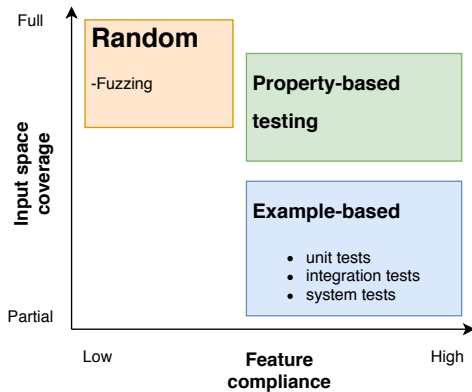 Full
Random
-Fuzzing
Property-based
testing
Input space
coverage
Example-based
• unit tests
• integration tests
• system tests
Partial
Low
Feature
compliance
High